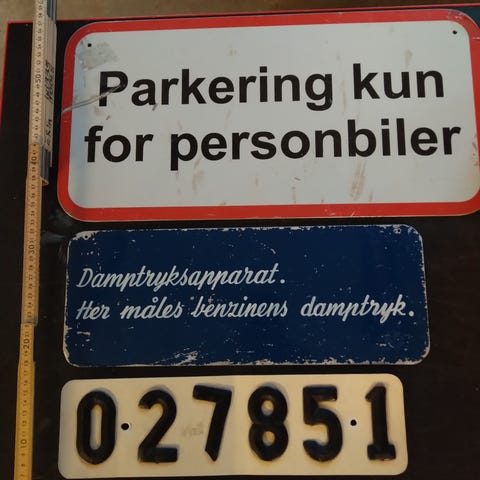 Parkering kun
for personbiler
Damptryksapparat.
Her måles benzinens damptryk.
0·27851